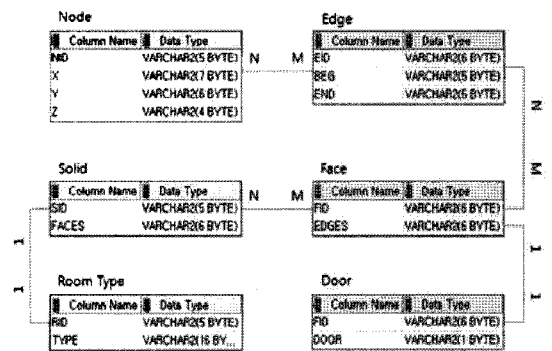 Node
Column Name Data Type
NID VARCHAR2(5 BYTE)
X VARCHAR2(7 BYTE)
Y VARCHAR2(6 BYTE)
Z VARCHAR2(4 BYTE)
N M
Edge
Column Name Data Type
EID VARCHAR2(6 BYTE)
BEG VARCHAR2(5 BYTE)
END VARCHAR2(5 BYTE)
N
M
Solid
Column Name Data Type
SID VARCHAR2(5 BYTE)
FACES VARCHAR2(6 BYTE)
N M
Face
Column Name Data Type
FID VARCHAR2(6 BYTE)
EDGES VARCHAR2(6 BYTE)
1
1
Room Type
Column Name Data Type
RID VARCHAR2(5 BYTE)
TYPE VARCHAR2(16 BY...
Door
Column Name Data Type
FID VARCHAR2(6 BYTE)
DOOR VARCHAR2(1 BYTE)
1
1